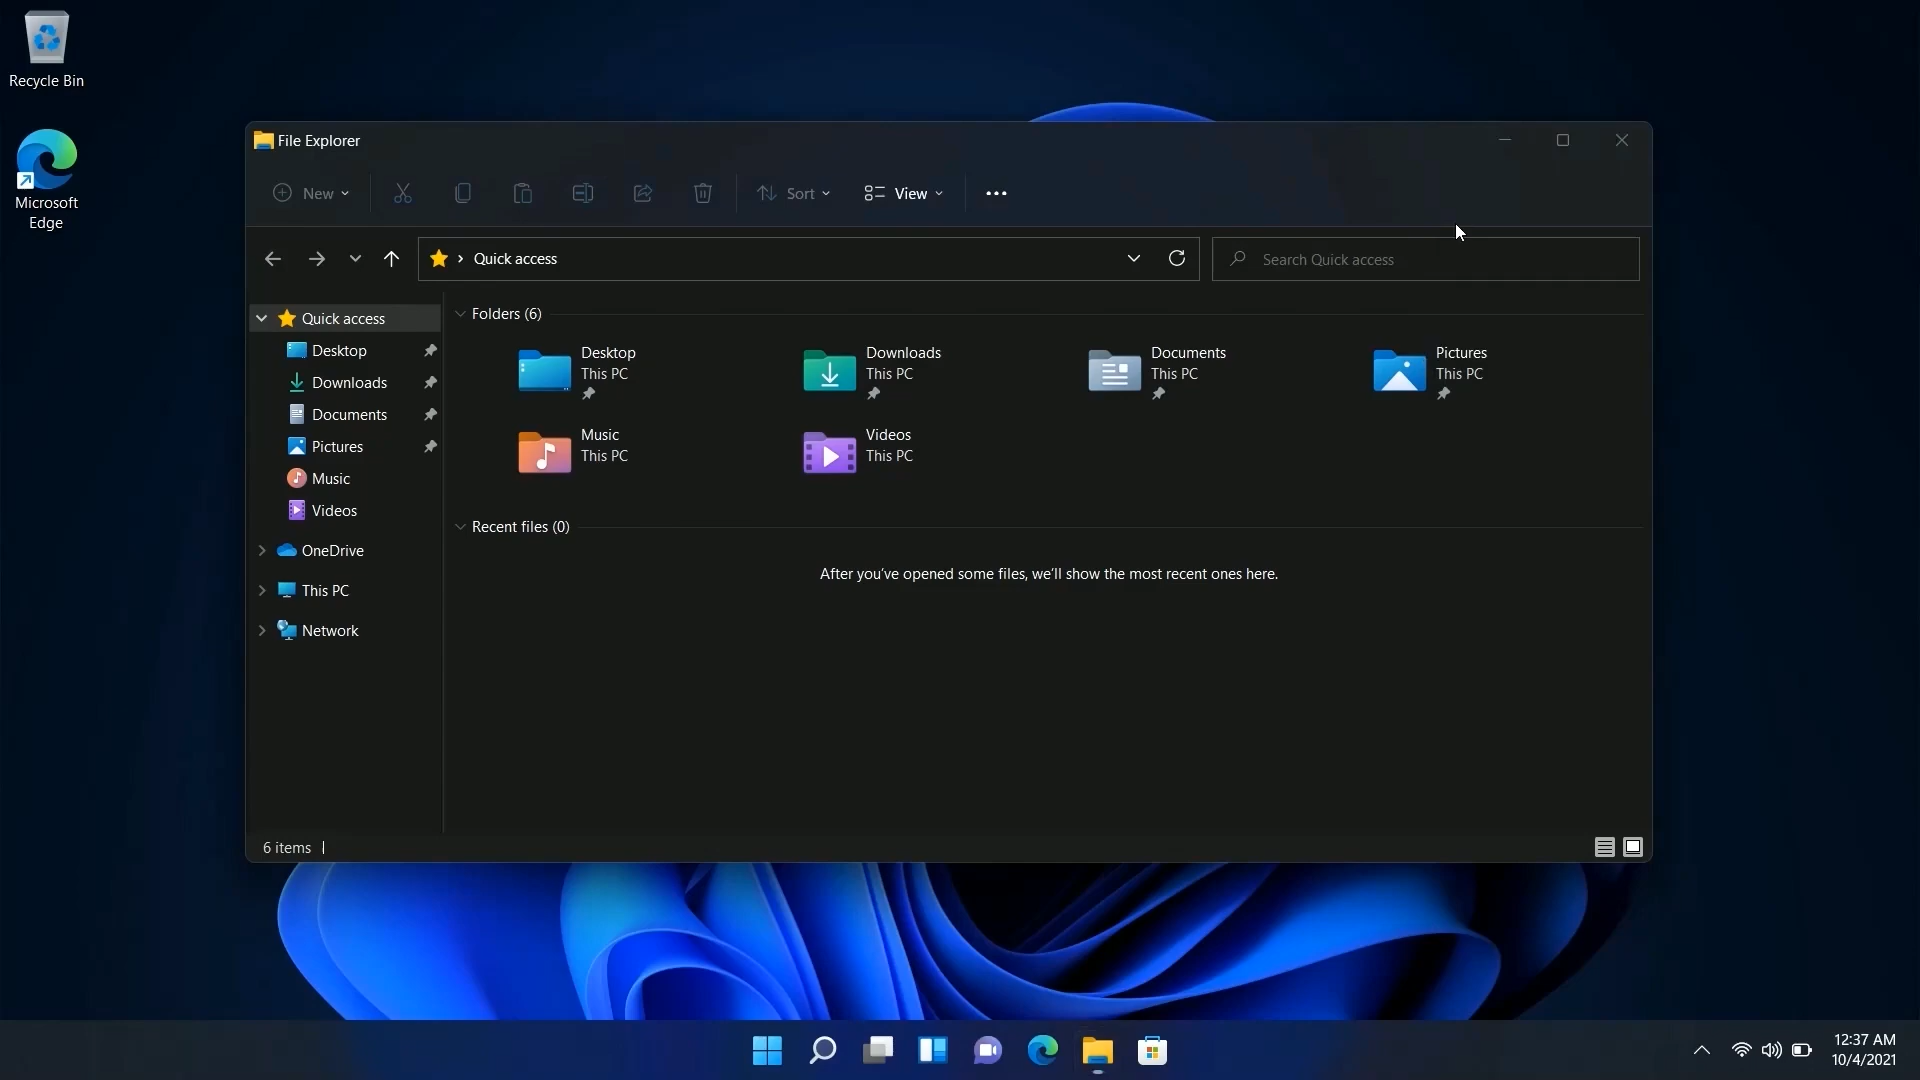 Recycle Bin
Microsoft
Edge
File Explorer
New
Sort
View
Quick access
Search Quick access
Quick access
Desktop
Downloads
Documents
Pictures
Music
Videos
OneDrive
This PC
Network
Folders (6)
Desktop
This PC
Downloads
This PC
Documents
This PC
Pictures
This PC
Music
This PC
Videos
This PC
Recent files (0)
After you've opened some files, we'll show the most recent ones here.
6 items
12:37 AM
10/4/2021